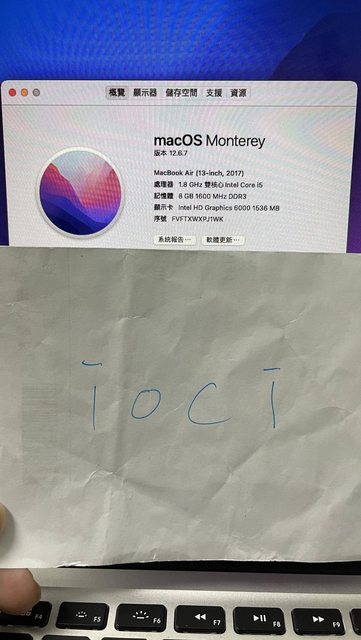 概覽 顯示器 儲存空間 支援 資源
macOS Monterey
版本 12.6.7
MacBook Air (13-inch, 2017)
處理器 1.8 GHz 雙核心 Intel Core i5
記憶體 8 GB 1600 MHz DDR3
顯示卡 Intel HD Graphics 6000 1536 MB
序號 FVFTXWXPJ1WK
系統報告⋯ 軟體更新⋯
ioci
F4 F5 F6 F7 F8 F9